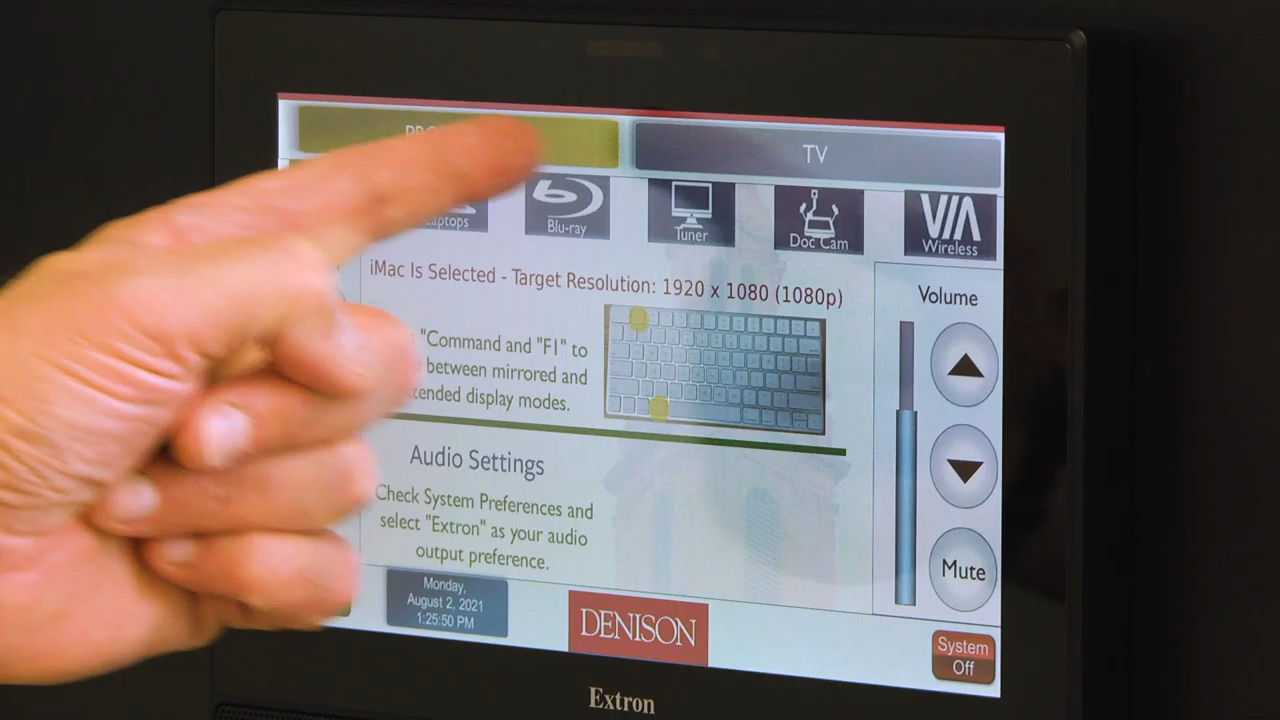 TV
Laptops
Blu-ray
Tuner
Doc Cam
VIA
Wireless
iMac Is Selected - Target Resolution: 1920 x 1080 (1080p)
"Command and "F1" to
between mirrored and
display modes.
Volume
Audio Settings
Check System Preferences and
select "Extron" as your audio
output preference.
Mute
Monday,
August 2, 2021
1:25:50 PM
DENISON
System
Off
Extron